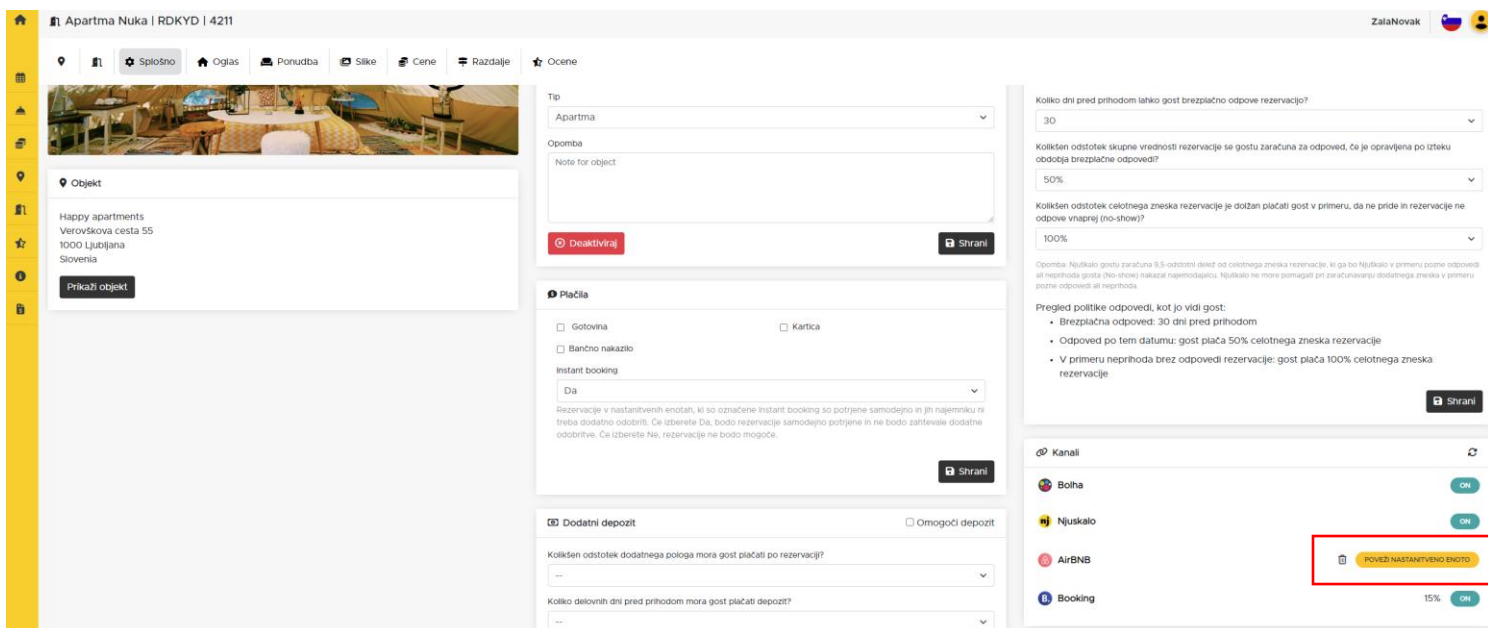 Apartma Nuka | RDKYD | 4211
ZalaNovak
Splošno
Oglas
Ponudba
Slike
Cene
Razdalje
Ocene
Objekt
Happy apartments
Verovškova cesta 55
1000 Ljubljana
Slovenia
Prikaži objekt
Tip
Apartma
Opomba
Note for object
Deaktiviraj
Shrani
Plačila
Gotovina
Kartica
Bančno nakazilo
Instant booking
Da
Rezervacije v nastanitvenih enotah, ki so označene Instant booking so potrjene samodejno in jih najemniku ni
treba dodatno odobriti. Če izberete Da, bodo rezervacije samodejno potrjene in ne bodo zahtevale dodatne
odobritve. Če izberete Ne, rezervacije ne bodo mogoče.
Shrani
Dodatni depozit
Omogoči depozit
Kolikšen odstotek dodatnega pologa mora gost plačati po rezervaciji?
--
Koliko delovnih dni pred prihodom mora gost plačati depozit?
--
Koliko dni pred prihodom lahko gost brezplačno odpove rezervacijo?
30
Kolikšen odstotek skupne vrednosti rezervacije se gostu zaračuna za odpoved, če je opravljena po izteku
obdobja brezplačne odpovedi?
50%
Kolikšen odstotek celotnega zneska rezervacije je dolžan plačati gost v primeru, da ne pride in rezervacije ne
odpove vnaprej (no-show)?
100%
Opomba: Njuškalo gostu zaračuna 9,5-odstotni delež od celotnega zneska rezervacije, ki ga bo Njuškalo v primeru pozne odpovedi
ali neprihoda gosta (No-show) nakazal najemodajalcu. Njuškalo ne more pomagati pri zaračunavanju dodatnega zneska v primeru
pozne odpovedi ali neprihoda.
Pregled politike odpovedi, kot jo vidi gost:
• Brezplačna odpoved: 30 dni pred prihodom
• Odpoved po tem datumu: gost plača 50% celotnega zneska rezervacije
• V primeru neprihoda brez odpovedi rezervacije: gost plača 100% celotnega zneska
rezervacije
Shrani
Kanali
Bolha
ON
nj Njuskalo
ON
AirBNB
POVEŽI NASTANITVENO ENOTO
B. Booking
15% ON